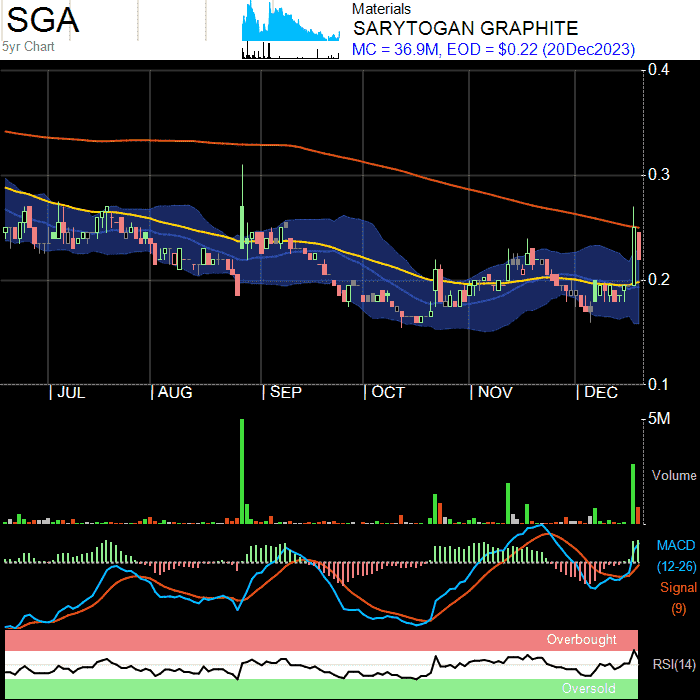 SGA
5yr Chart
Materials
SARYTOGAN GRAPHITE
MC = 36.9M, EOD = $0.22 (20Dec2023)
0.4
0.3
0.2
0.1
| JUL | AUG | SEP | OCT | NOV | DEC
5M
Volume
MACD
(12-26)
Signal
(9)
Overbought
RSI(14)
Oversold